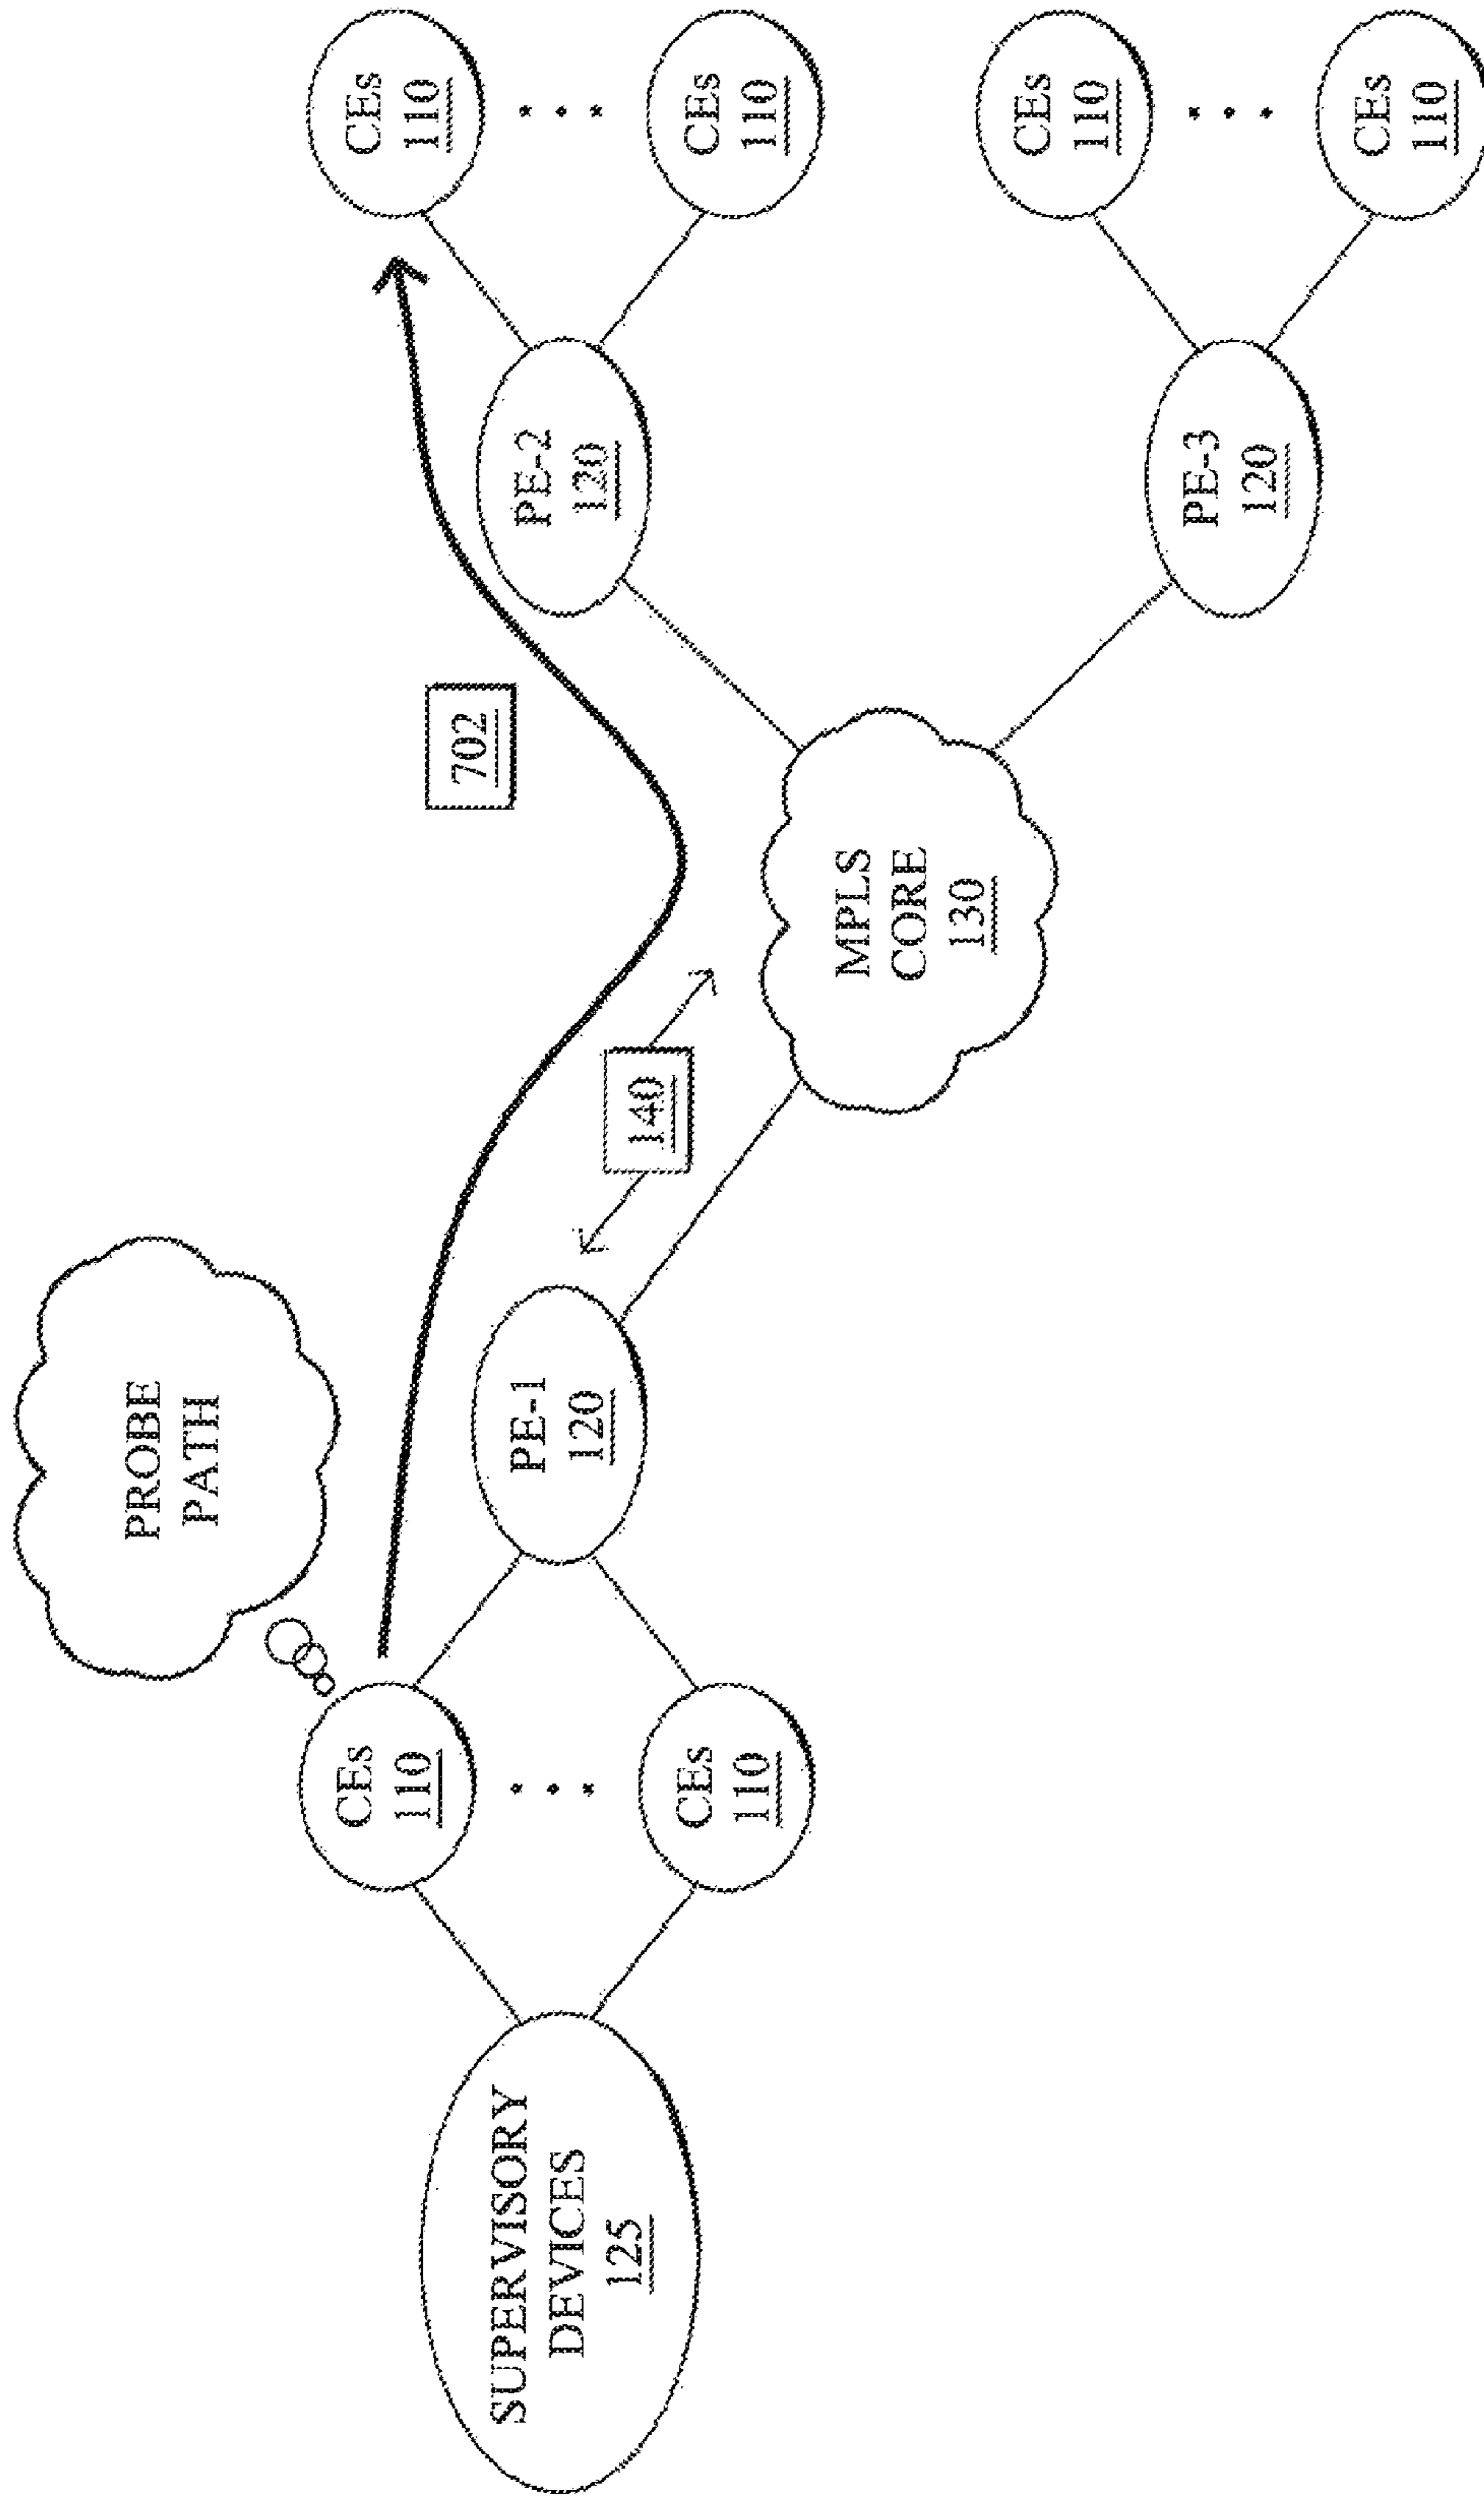 PROBE
PATH
CEs
110
CEs
110
702
SUPERVISORY
DEVICES
125
PE-1
120
PE-2
120
140
CEs
110
CEs
110
MPLS
CORE
130
CEs
110
PE-3
120
CEs
110